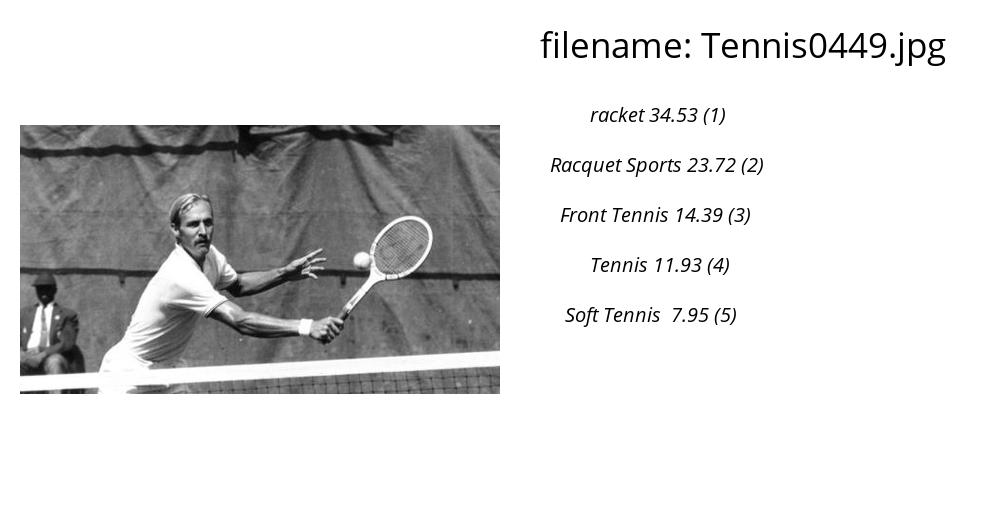 filename: Tennis0449.jpg
racket 34.53 (1)
Racquet Sports 23.72 (2)
Front Tennis 14.39 (3)
Tennis 11.93 (4)
Soft Tennis  7.95 (5)